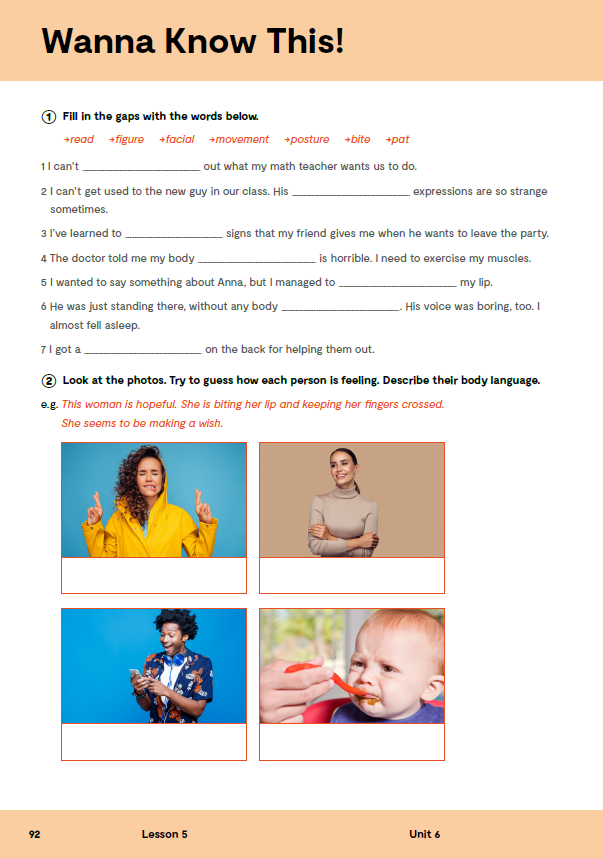 Wanna Know This!
1 Fill in the gaps with the words below.
→read →figure →facial →movement →posture →bite →pat
1 I can't ____________ out what my math teacher wants us to do.
2 I can't get used to the new guy in our class. His ____________ expressions are so strange
sometimes.
3 I've learned to ____________ signs that my friend gives me when he wants to leave the party.
4 The doctor told me my body ____________ is horrible. I need to exercise my muscles.
5 I wanted to say something about Anna, but I managed to ____________ my lip.
6 He was just standing there, without any body ____________. His voice was boring, too. I
almost fell asleep.
7 I got a ____________ on the back for helping them out.
2 Look at the photos. Try to guess how each person is feeling. Describe their body language.
e.g. This woman is hopeful. She is biting her lip and keeping her fingers crossed.
She seems to be making a wish.
92 Lesson 5 Unit 6